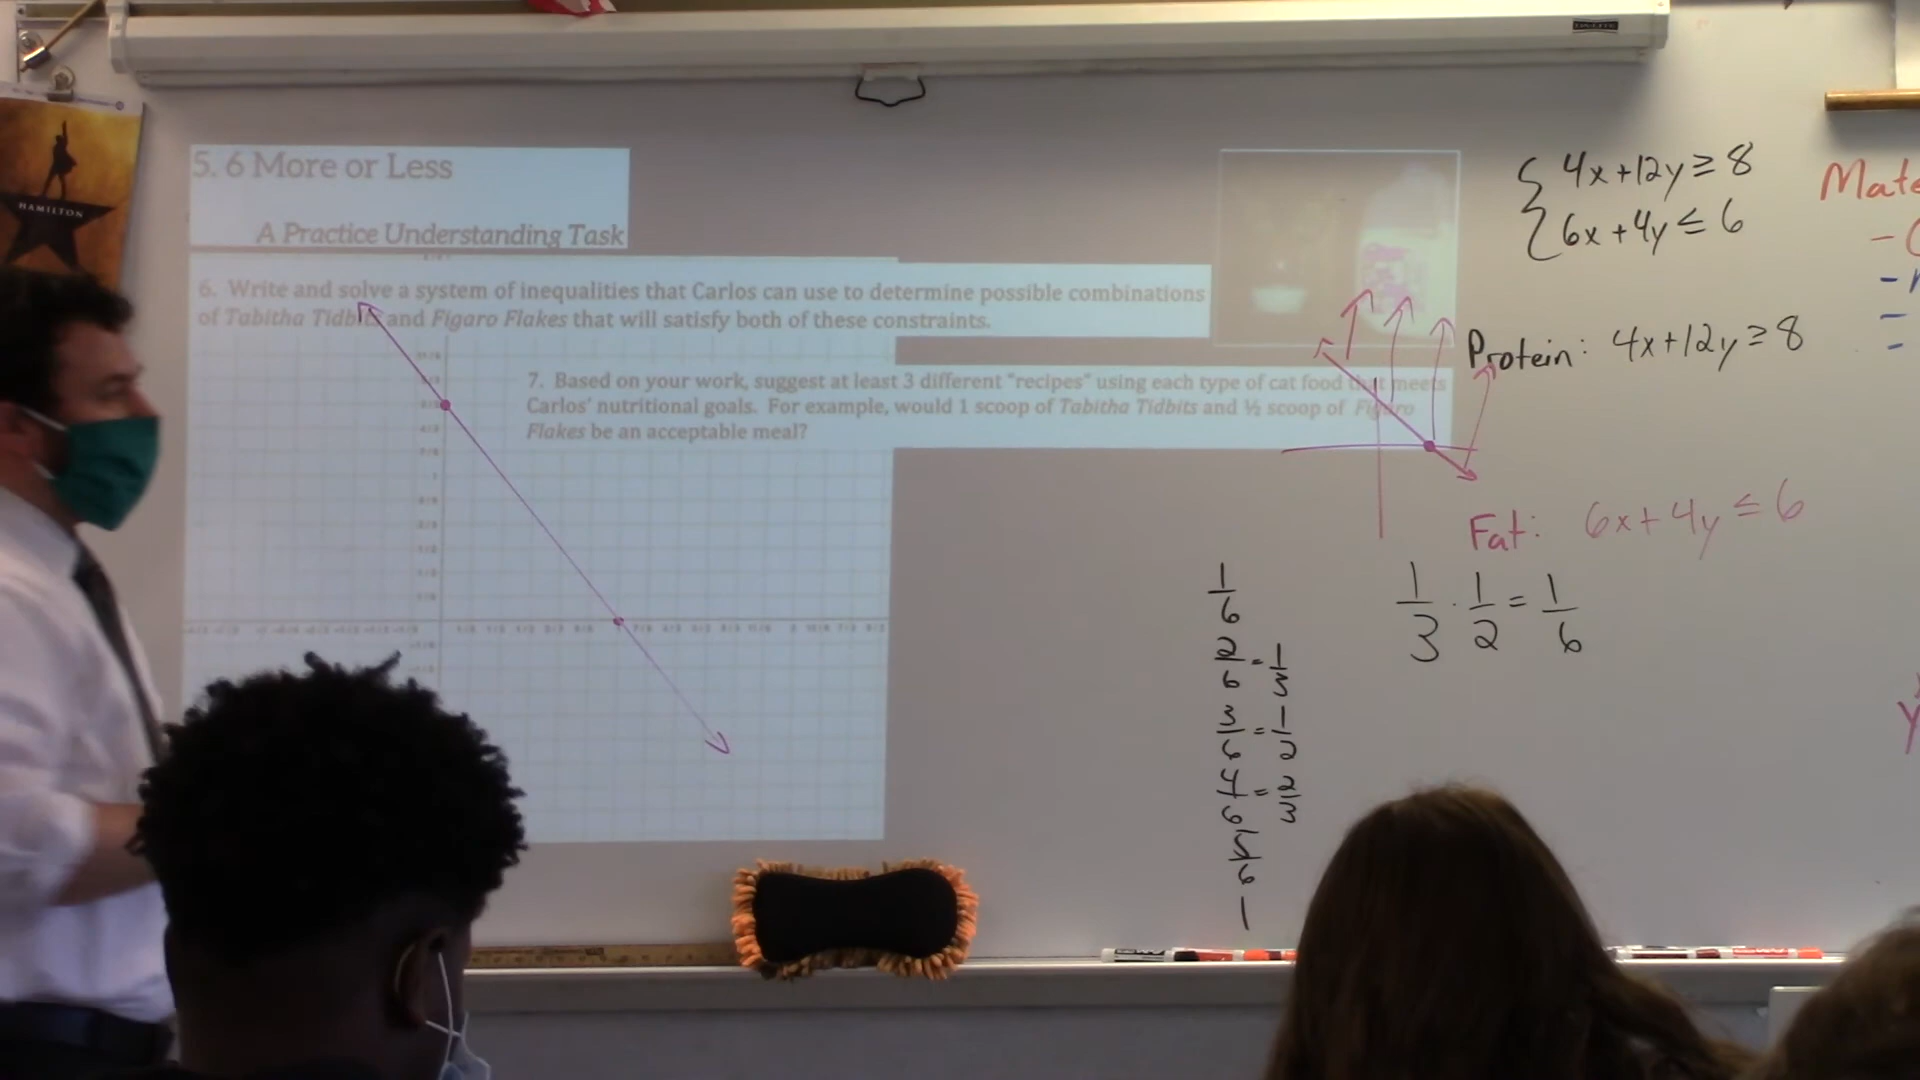 HAMILTON
DA-LITE
5. 6 More or Less
A Practice Understanding Task
6. Write and solve a system of inequalities that Carlos can use to determine possible combinations
of Tabitha Tidbits and Figaro Flakes that will satisfy both of these constraints.
7. Based on your work, suggest at least 3 different "recipes" using each type of cat food that meets
Carlos' nutritional goals. For example, would 1 scoop of Tabitha Tidbits and ½ scoop of Figaro
Flakes be an acceptable meal?
4x+12y≥8
6x+4y≤6
Protein: 4x+12y≥8
Fat: 6x+4y≤6
1/3 · 1/2 = 1/6
1/6
2/6 = 1/3
3/6 = 1/2
4/6 = 2/3
5/6
1
Mate